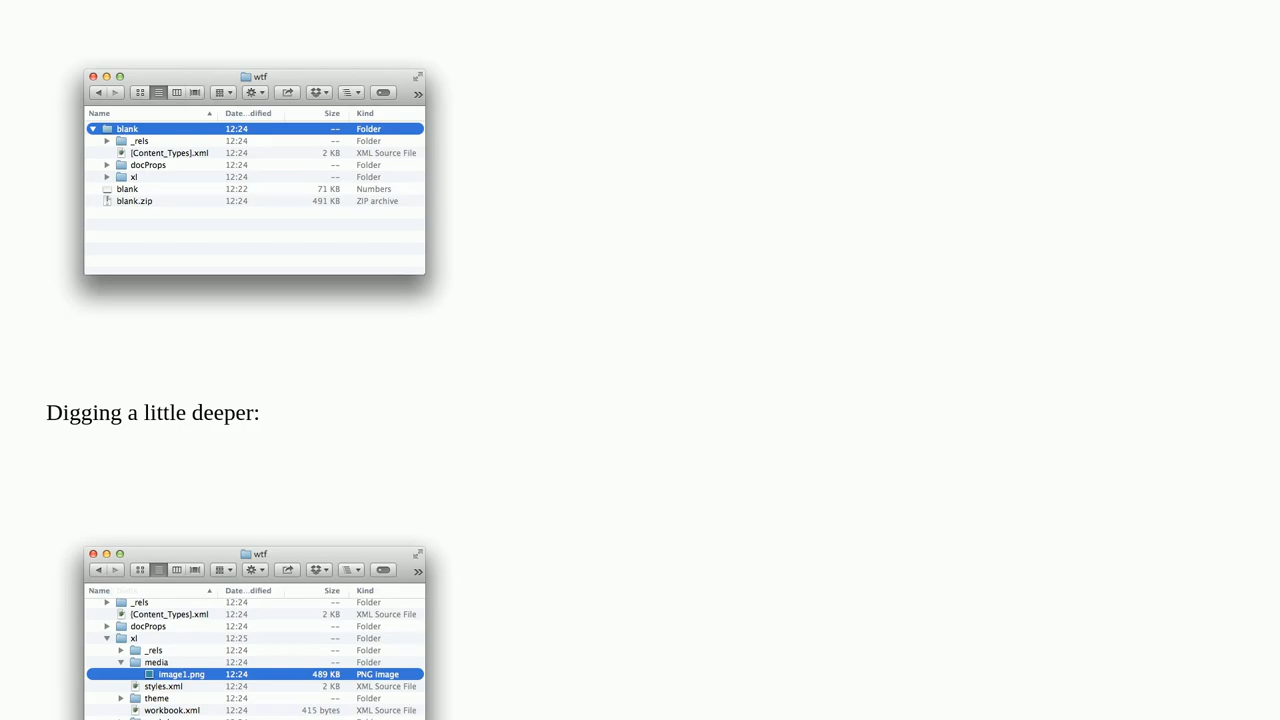 wtf
Name Date...dified Size Kind
blank 12:24 -- Folder
_rels 12:24 -- Folder
[Content_Types].xml 12:24 2 KB XML Source File
docProps 12:24 -- Folder
xl 12:24 -- Folder
blank 12:22 71 KB Numbers
blank.zip 12:24 491 KB ZIP archive
Digging a little deeper:
wtf
Name Date...dified Size Kind
_rels 12:24 -- Folder
[Content_Types].xml 12:24 2 KB XML Source File
docProps 12:24 -- Folder
xl 12:25 -- Folder
_rels 12:24 -- Folder
media 12:24 -- Folder
image1.png 12:24 489 KB PNG image
styles.xml 12:24 2 KB XML Source File
theme 12:24 -- Folder
workbook.xml 12:24 415 bytes XML Source File